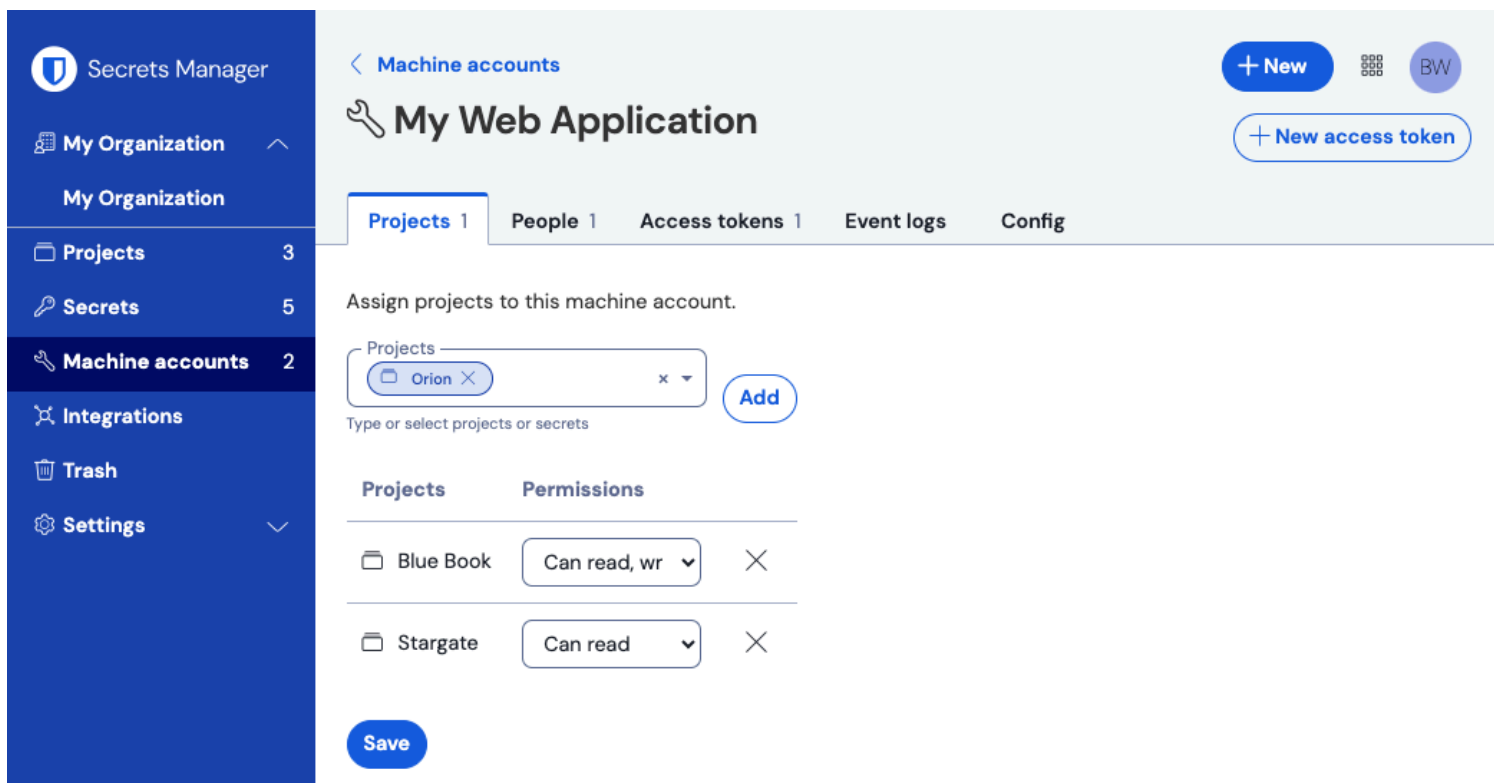 Secrets Manager
My Organization
My Organization
Projects 3
Secrets 5
Machine accounts 2
Integrations
Trash
Settings
Machine accounts
+ New
BW
My Web Application
+ New access token
Projects 1
People 1
Access tokens 1
Event logs
Config
Assign projects to this machine account.
Projects
Orion
Add
Type or select projects or secrets
Projects Permissions
Blue Book Can read, wr
Stargate Can read
Save